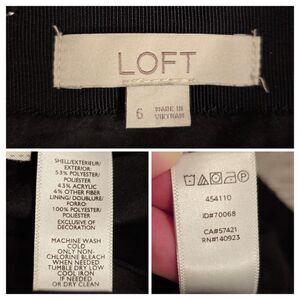 LOFT
6
MADE IN
VIETNAM
SHELL/EXTERIEUR/
EXTERIOR:
53% POLYESTER/
POLIÉSTER
43% ACRYLIC
4% OTHER FIBER
LINING/ DOUBLURE/
FORRO:
100% POLYESTER/
POLIÉSTER
EXCLUSIVE OF
DECORATION
MACHINE WASH
COLD
ONLY NON-
CHLORINE BLEACH
WHEN NEEDED
TUMBLE DRY LOW
COOL IRON
IF NEEDED
OR DRY CLEAN
454110
ID#70068
CA#57421
RN#140923